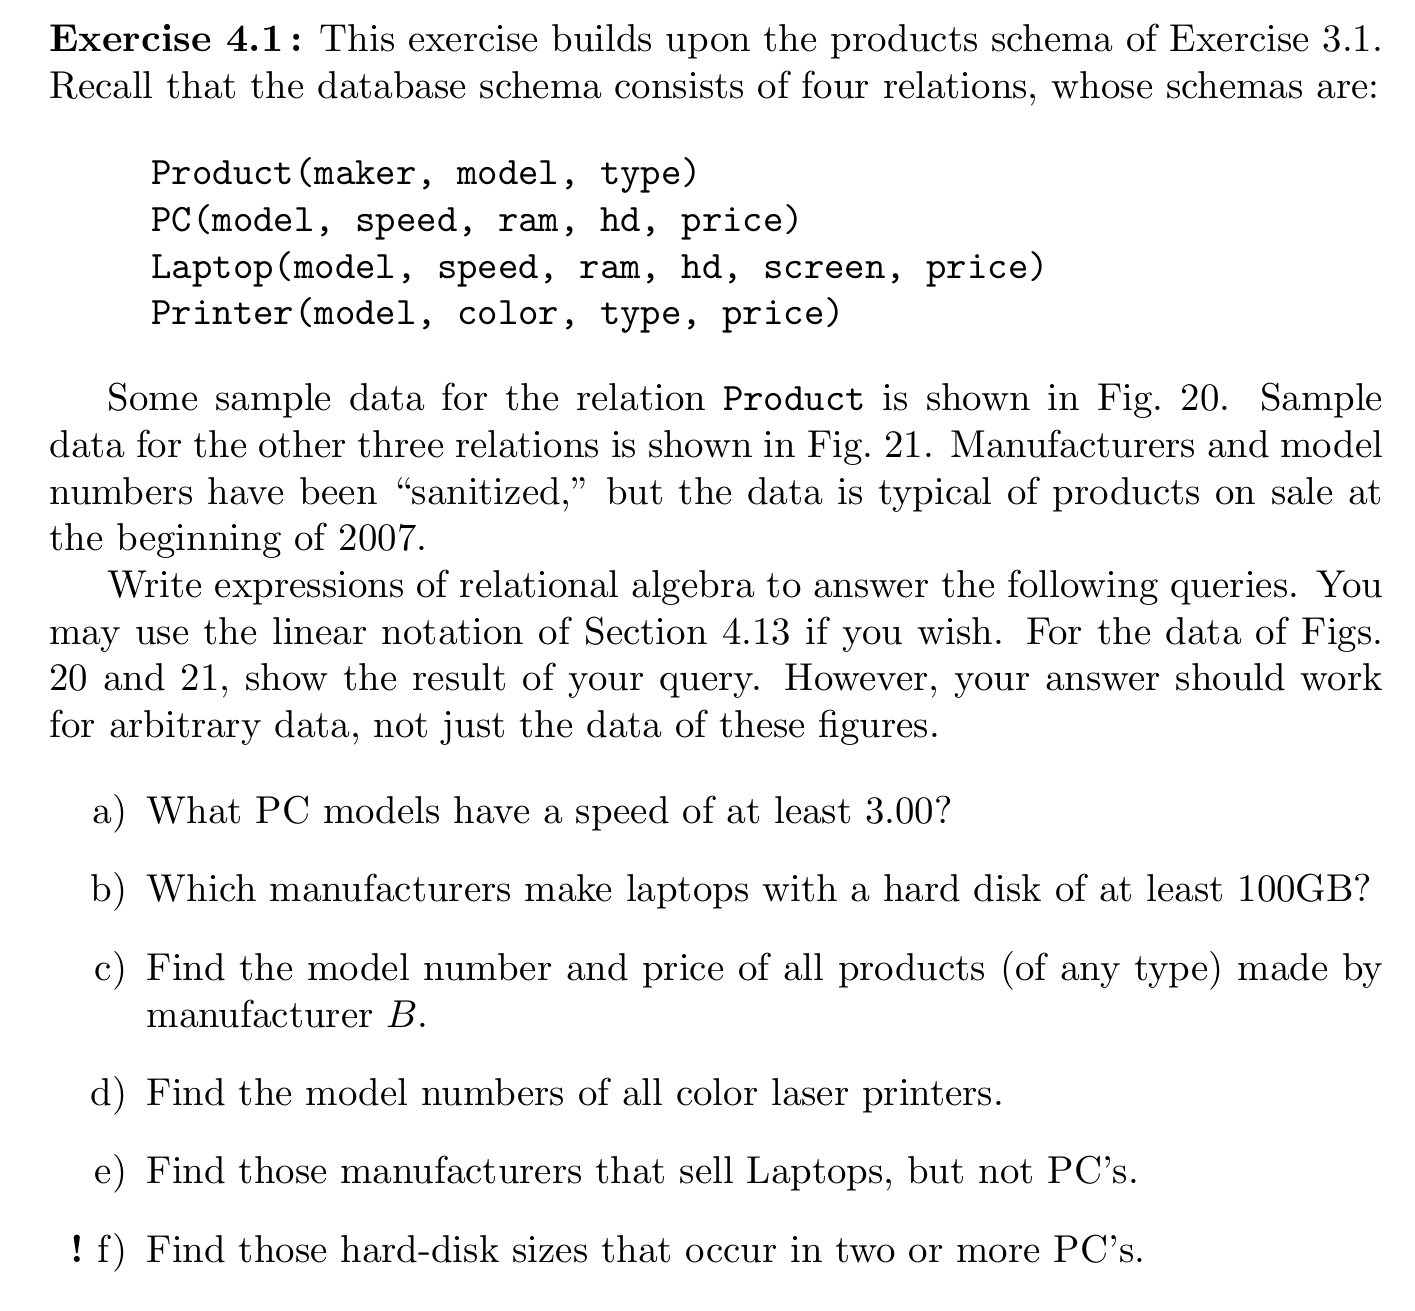 Exercise 4.1: This exercise builds upon the products schema of Exercise 3.1.
Recall that the database schema consists of four relations, whose schemas are:
Product(maker, model, type)
PC(model, speed, ram, hd, price)
Laptop(model, speed, ram, hd, screen, price)
Printer(model, color, type, price)
Some sample data for the relation Product is shown in Fig. 20. Sample
data for the other three relations is shown in Fig. 21. Manufacturers and model
numbers have been “sanitized,” but the data is typical of products on sale at
the beginning of 2007.
Write expressions of relational algebra to answer the following queries. You
may use the linear notation of Section 4.13 if you wish. For the data of Figs.
20 and 21, show the result of your query. However, your answer should work
for arbitrary data, not just the data of these figures.
a) What PC models have a speed of at least 3.00?
b) Which manufacturers make laptops with a hard disk of at least 100GB?
c) Find the model number and price of all products (of any type) made by
manufacturer B.
d) Find the model numbers of all color laser printers.
e) Find those manufacturers that sell Laptops, but not PC’s.
! f) Find those hard-disk sizes that occur in two or more PC’s.